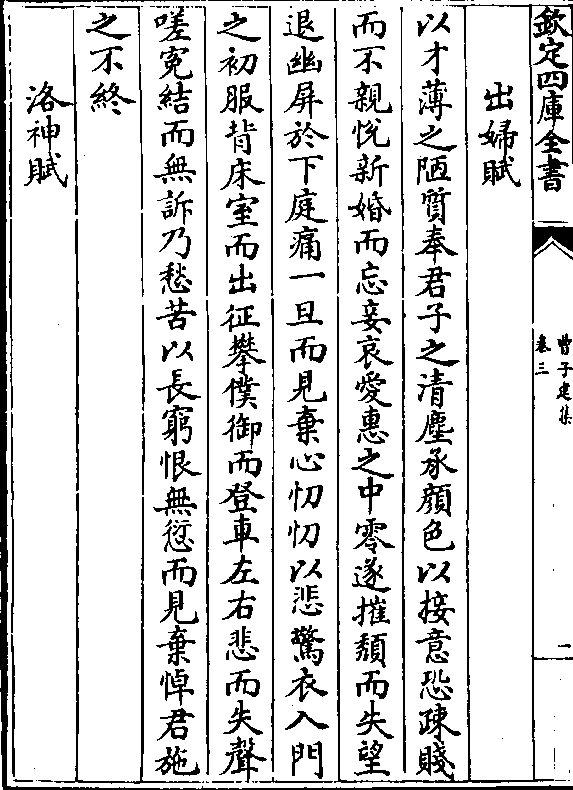 欽定四庫全書
曹子建集
卷三
二
出婦賦
以才薄之陋質奉君子之清塵承顔色以接意恐疎賤
而不親悅新婚而忘妾哀愛惠之中零遂摧頽而失望
退幽屏於下庭痛一旦而見棄心忉忉以悲驚衣入門
之初服背床室而出征攀僕御而登車左右悲而失聲
嗟寃結而無訴乃愁苦以長窮恨無愆而見棄悼君施
之不終
洛神賦